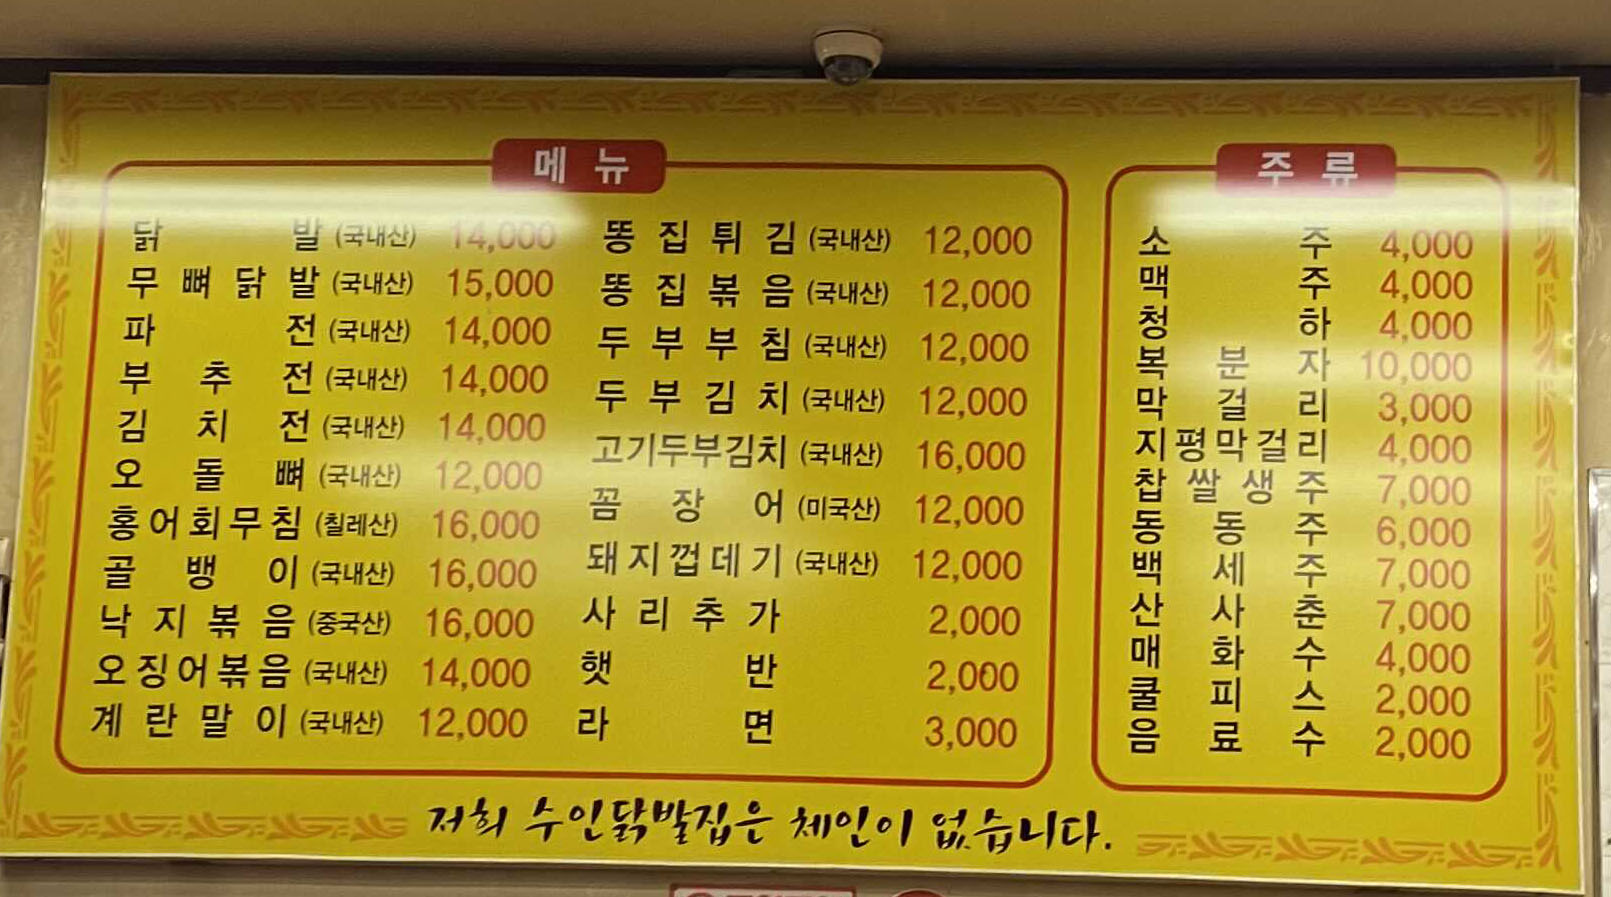 메뉴
닭발 (국내산) 14,000
무뼈닭발 (국내산) 15,000
파전 (국내산) 14,000
부추전 (국내산) 14,000
김치전 (국내산) 14,000
오돌뼈 (국내산) 12,000
홍어회무침 (칠레산) 16,000
골뱅이 (국내산) 16,000
낙지볶음 (중국산) 16,000
오징어볶음 (국내산) 14,000
계란말이 (국내산) 12,000
똥집튀김 (국내산) 12,000
똥집볶음 (국내산) 12,000
두부부침 (국내산) 12,000
두부김치 (국내산) 12,000
고기두부김치 (국내산) 16,000
꼼장어 (미국산) 12,000
돼지껍데기 (국내산) 12,000
사리추가 2,000
햇반 2,000
라면 3,000
주류
소주 4,000
맥주 4,000
청하 4,000
복분자 10,000
막걸리 3,000
지평막걸리 4,000
찹쌀생주 7,000
동동주 6,000
백세주 7,000
산사춘 7,000
매화수 4,000
쿨피스 2,000
음료수 2,000
저희 수인닭발집은 체인이 없습니다.